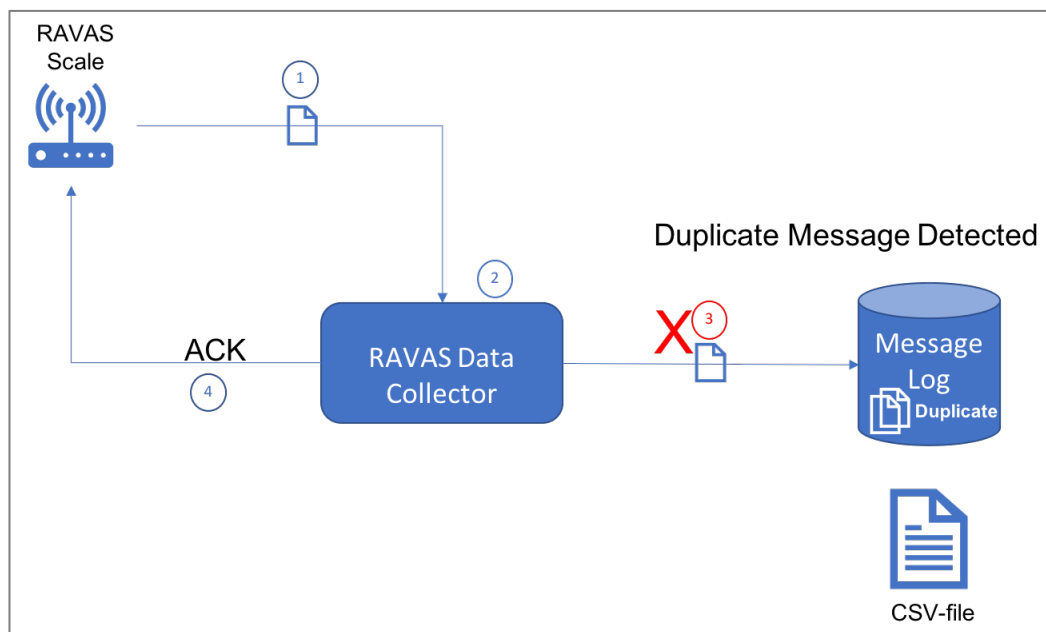 RAVAS
Scale
1
Duplicate Message Detected
2
3
ACK
4
RAVAS Data
Collector
X
Message
Log
Duplicate
CSV-file